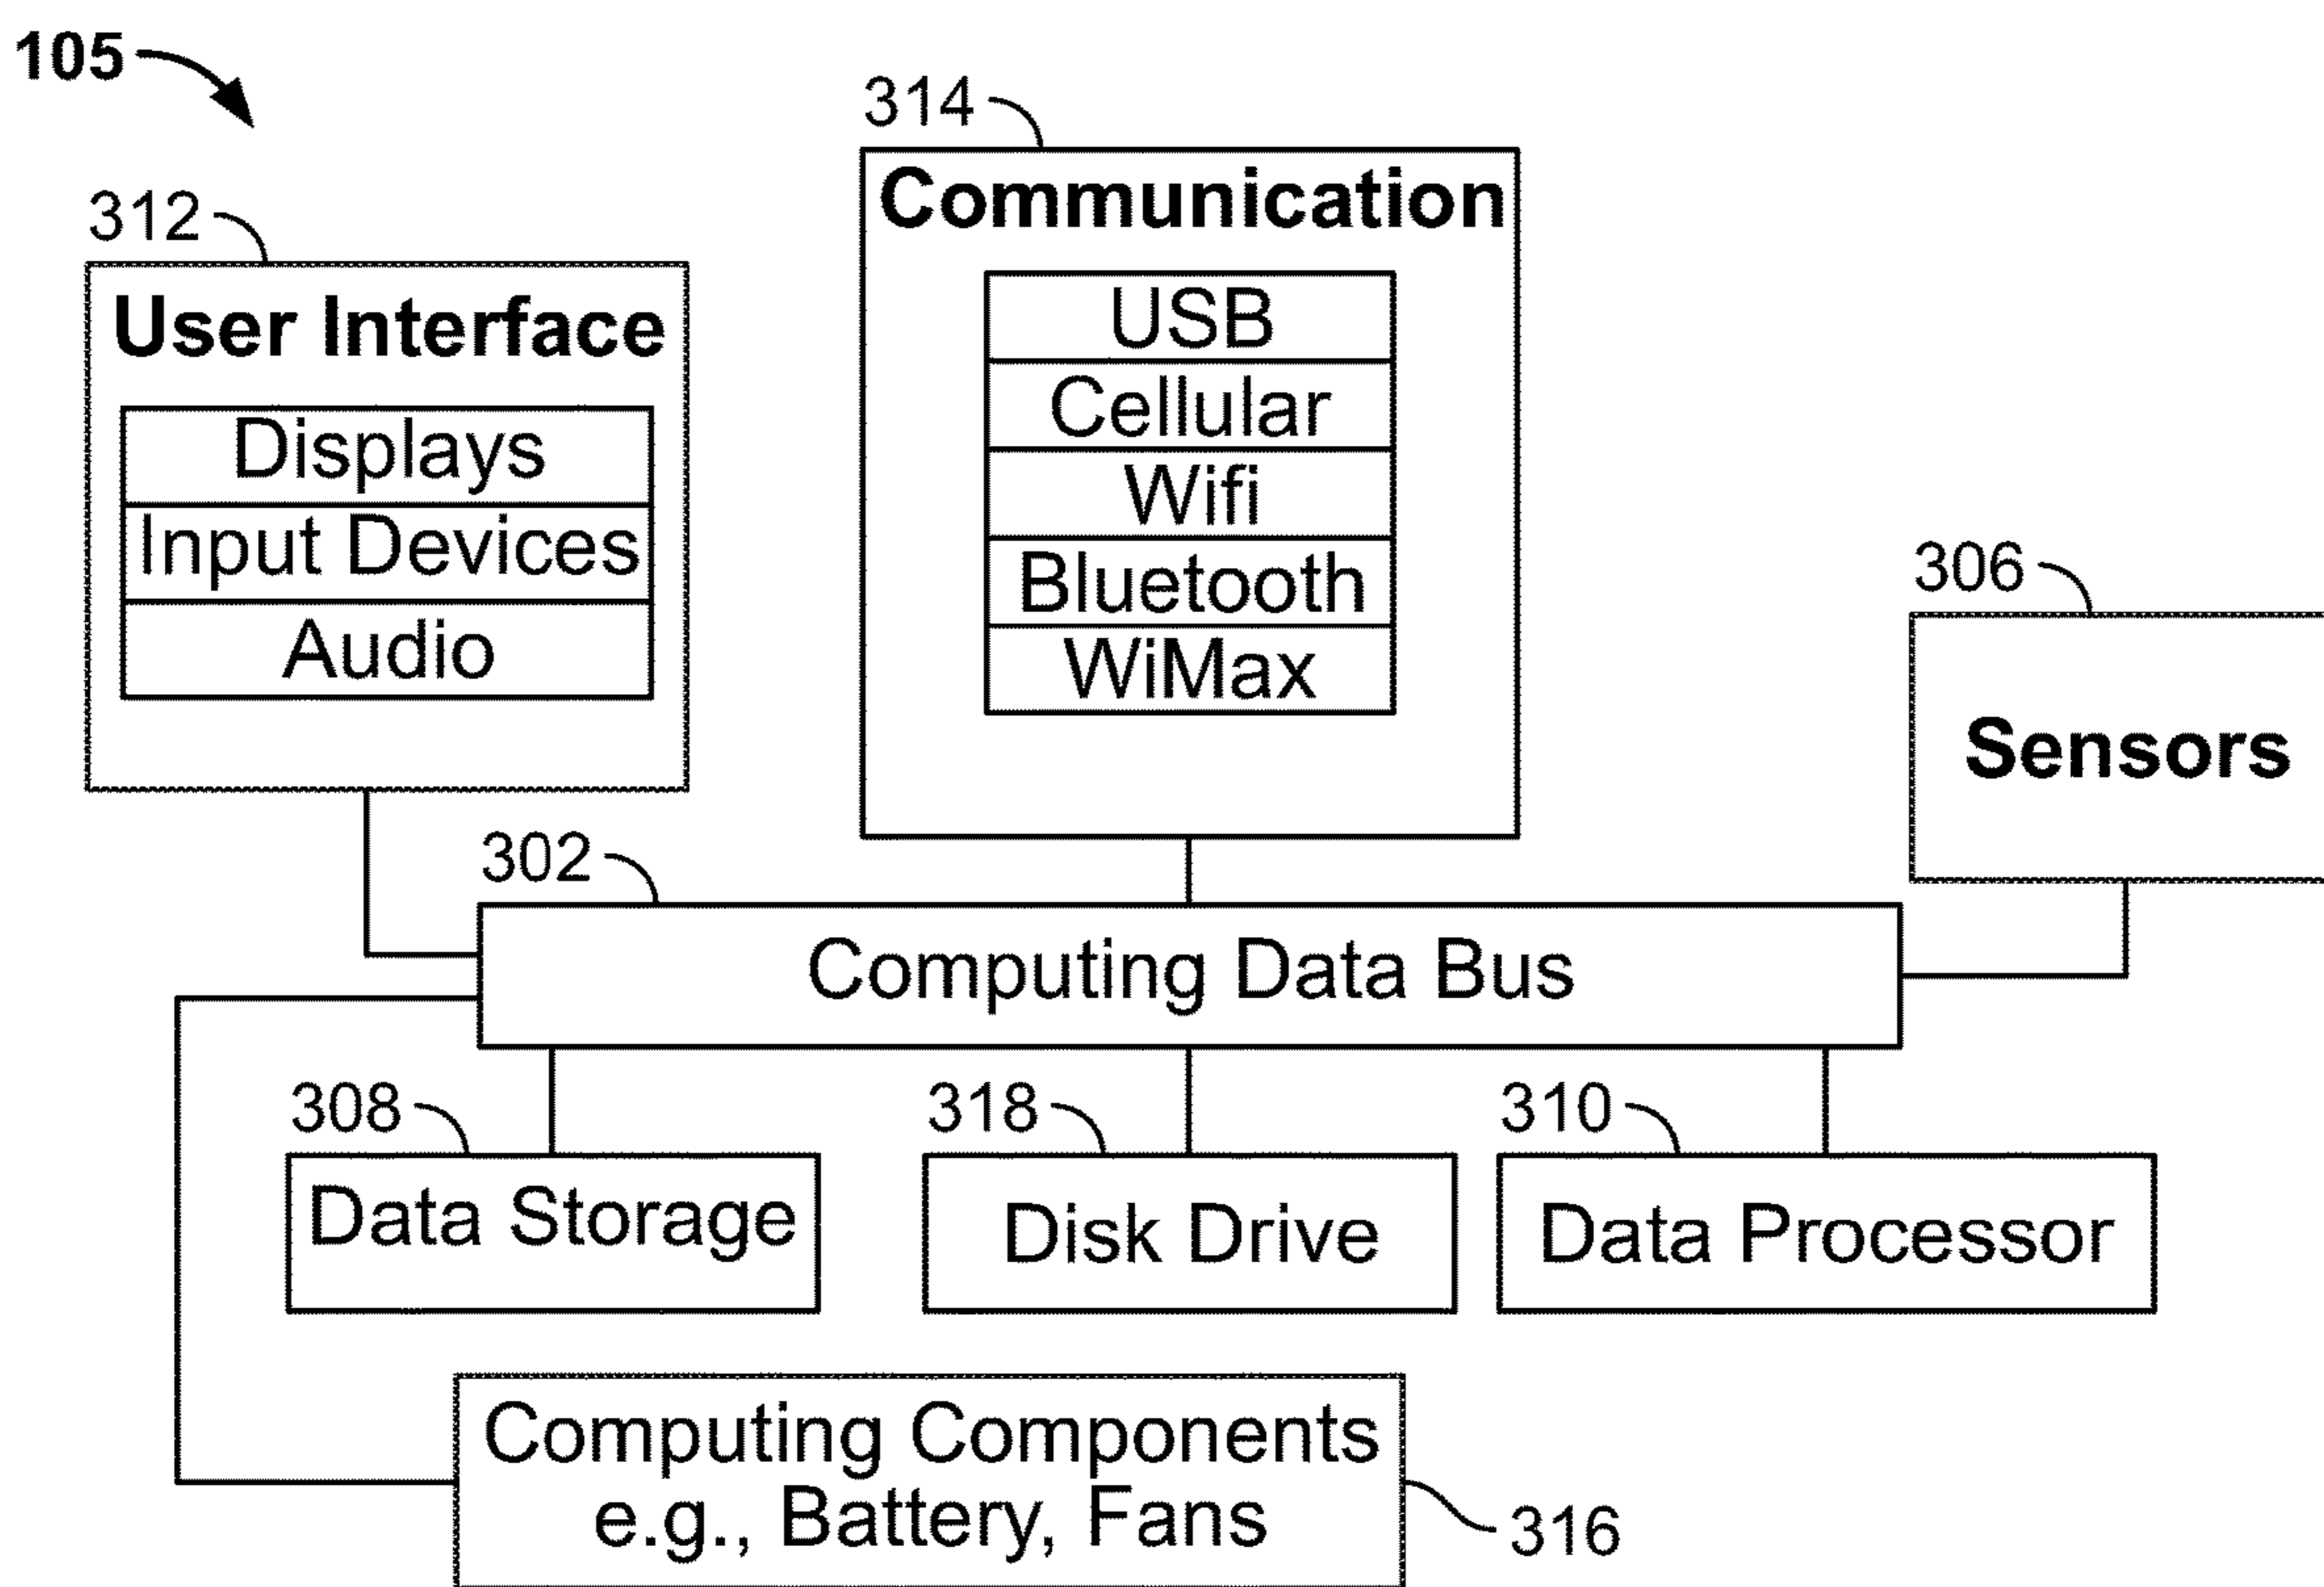 105
314
Communication
USB
Cellular
Wifi
Bluetooth
WiMax
312
User Interface
Displays
Input Devices
Audio
306
Sensors
302
Computing Data Bus
308
Data Storage
318
Disk Drive
310
Data Processor
Computing Components
e.g., Battery, Fans
316